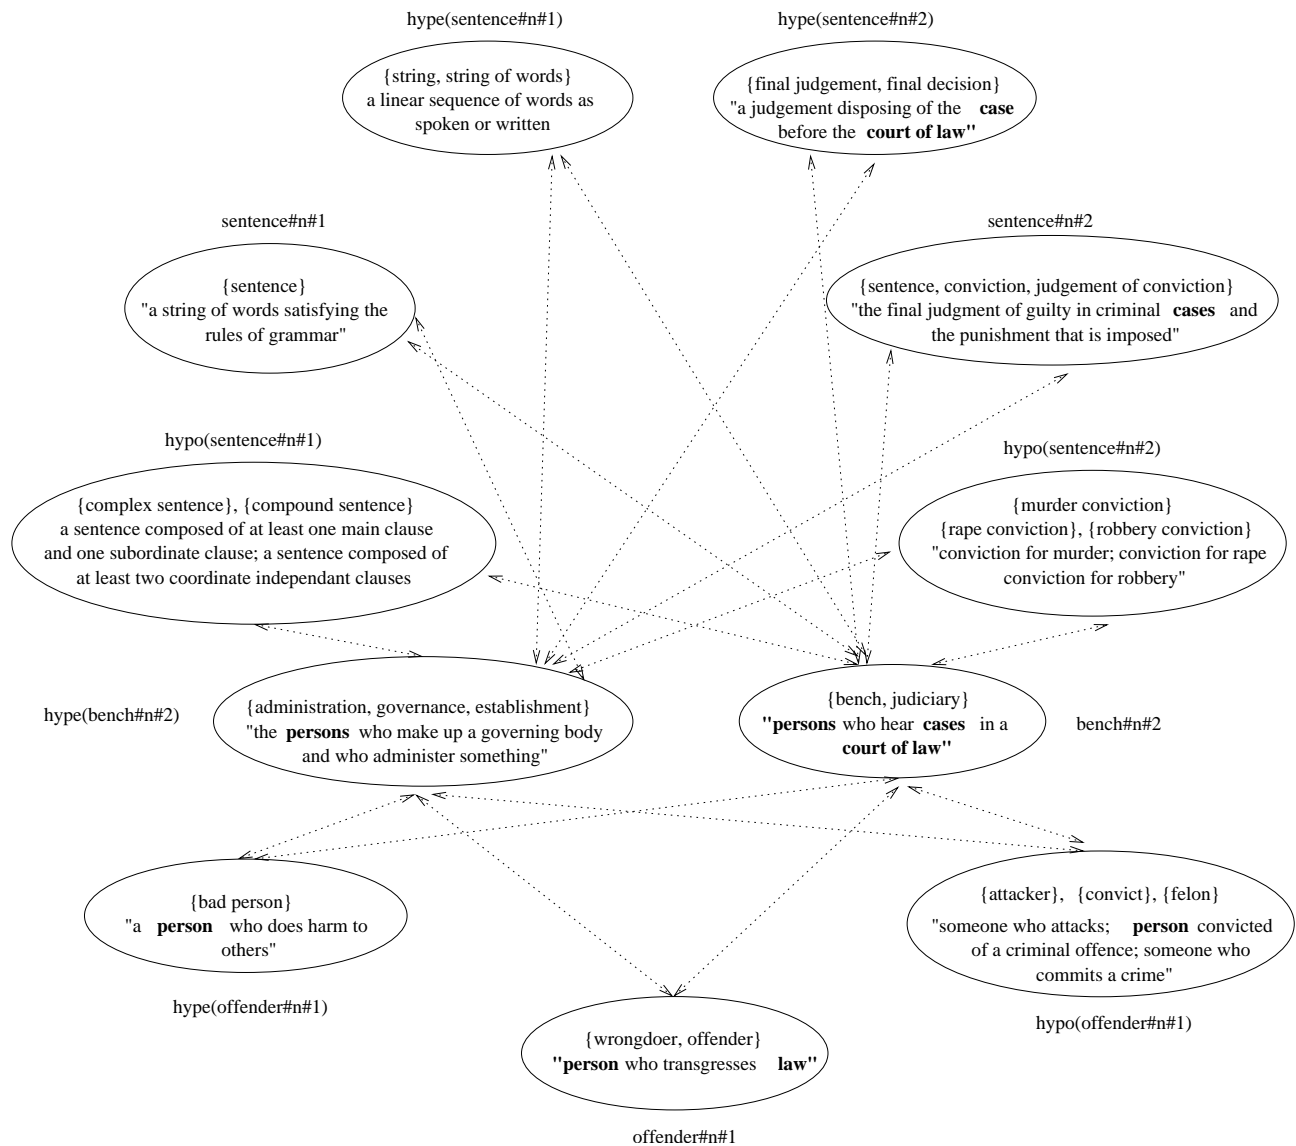 hype(sentence#n#1)
hype(sentence#n#2)
{string, string of words}
a linear sequence of words as
spoken or written
{final judgement, final decision}
"a judgement disposing of the case
before the court of law"
sentence#n#1
sentence#n#2
{sentence}
"a string of words satisfying the
rules of grammar"
{sentence, conviction, judgement of conviction}
"the final judgment of guilty in criminal cases and
the punishment that is imposed"
hypo(sentence#n#1)
hypo(sentence#n#2)
{complex sentence}, {compound sentence}
a sentence composed of at least one main clause
and one subordinate clause; a sentence composed of
at least two coordinate independant clauses
{murder conviction}
{rape conviction}, {robbery conviction}
"conviction for murder; conviction for rape
conviction for robbery"
hype(bench#n#2)
{administration, governance, establishment}
"the persons who make up a governing body
and who administer something"
{bench, judiciary}
"persons who hear cases in a
court of law"
bench#n#2
{bad person}
"a person who does harm to
others"
hype(offender#n#1)
{attacker}, {convict}, {felon}
"someone who attacks; person convicted
of a criminal offence; someone who
commits a crime"
hypo(offender#n#1)
{wrongdoer, offender}
"person who transgresses law"
offender#n#1